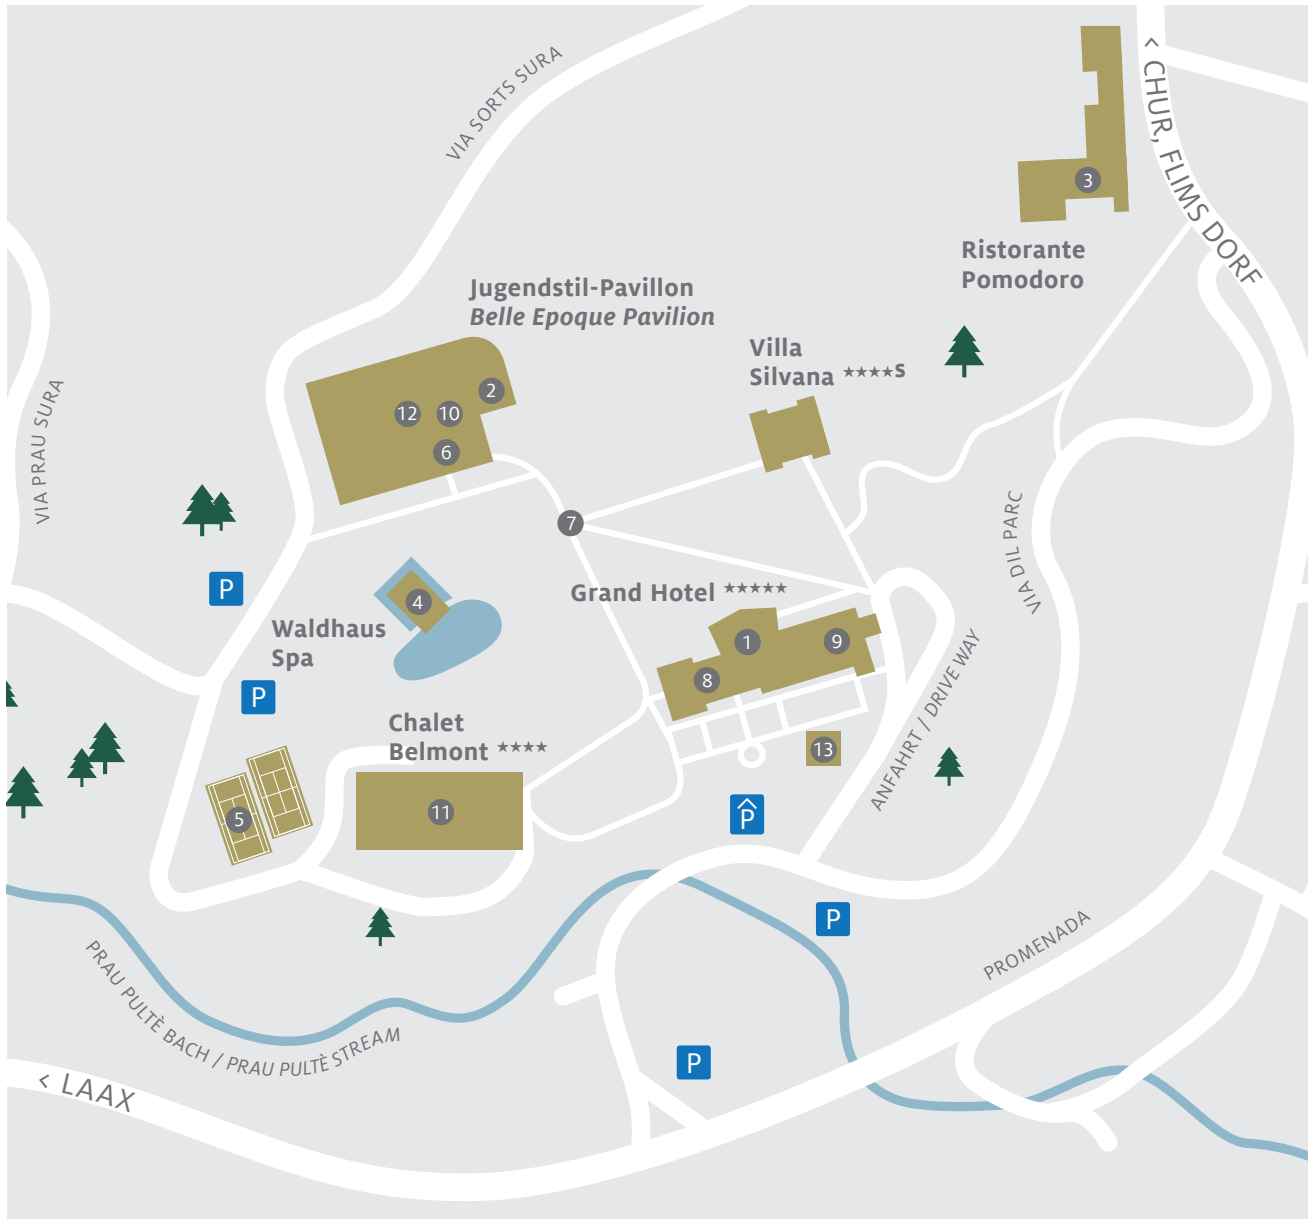 VIA SORTS SURA
< CHUR, FLIMS DORF
3
Ristorante
Pomodoro
Jugendstil-Pavillon
Belle Epoque Pavilion
Villa
Silvana ★★★★S
2
12
10
6
VIA PRAU SURA
7
VIA DIL PARC
P
4
Grand Hotel ★★★★★
Waldhaus
Spa
1
9
8
P
Chalet
Belmont ★★★★
13
ANFAHRT / DRIVE WAY
5
11
P
P
PROMENADA
PRAU PULTÈ BACH / PRAU PULTÈ STREAM
P
< LAAX